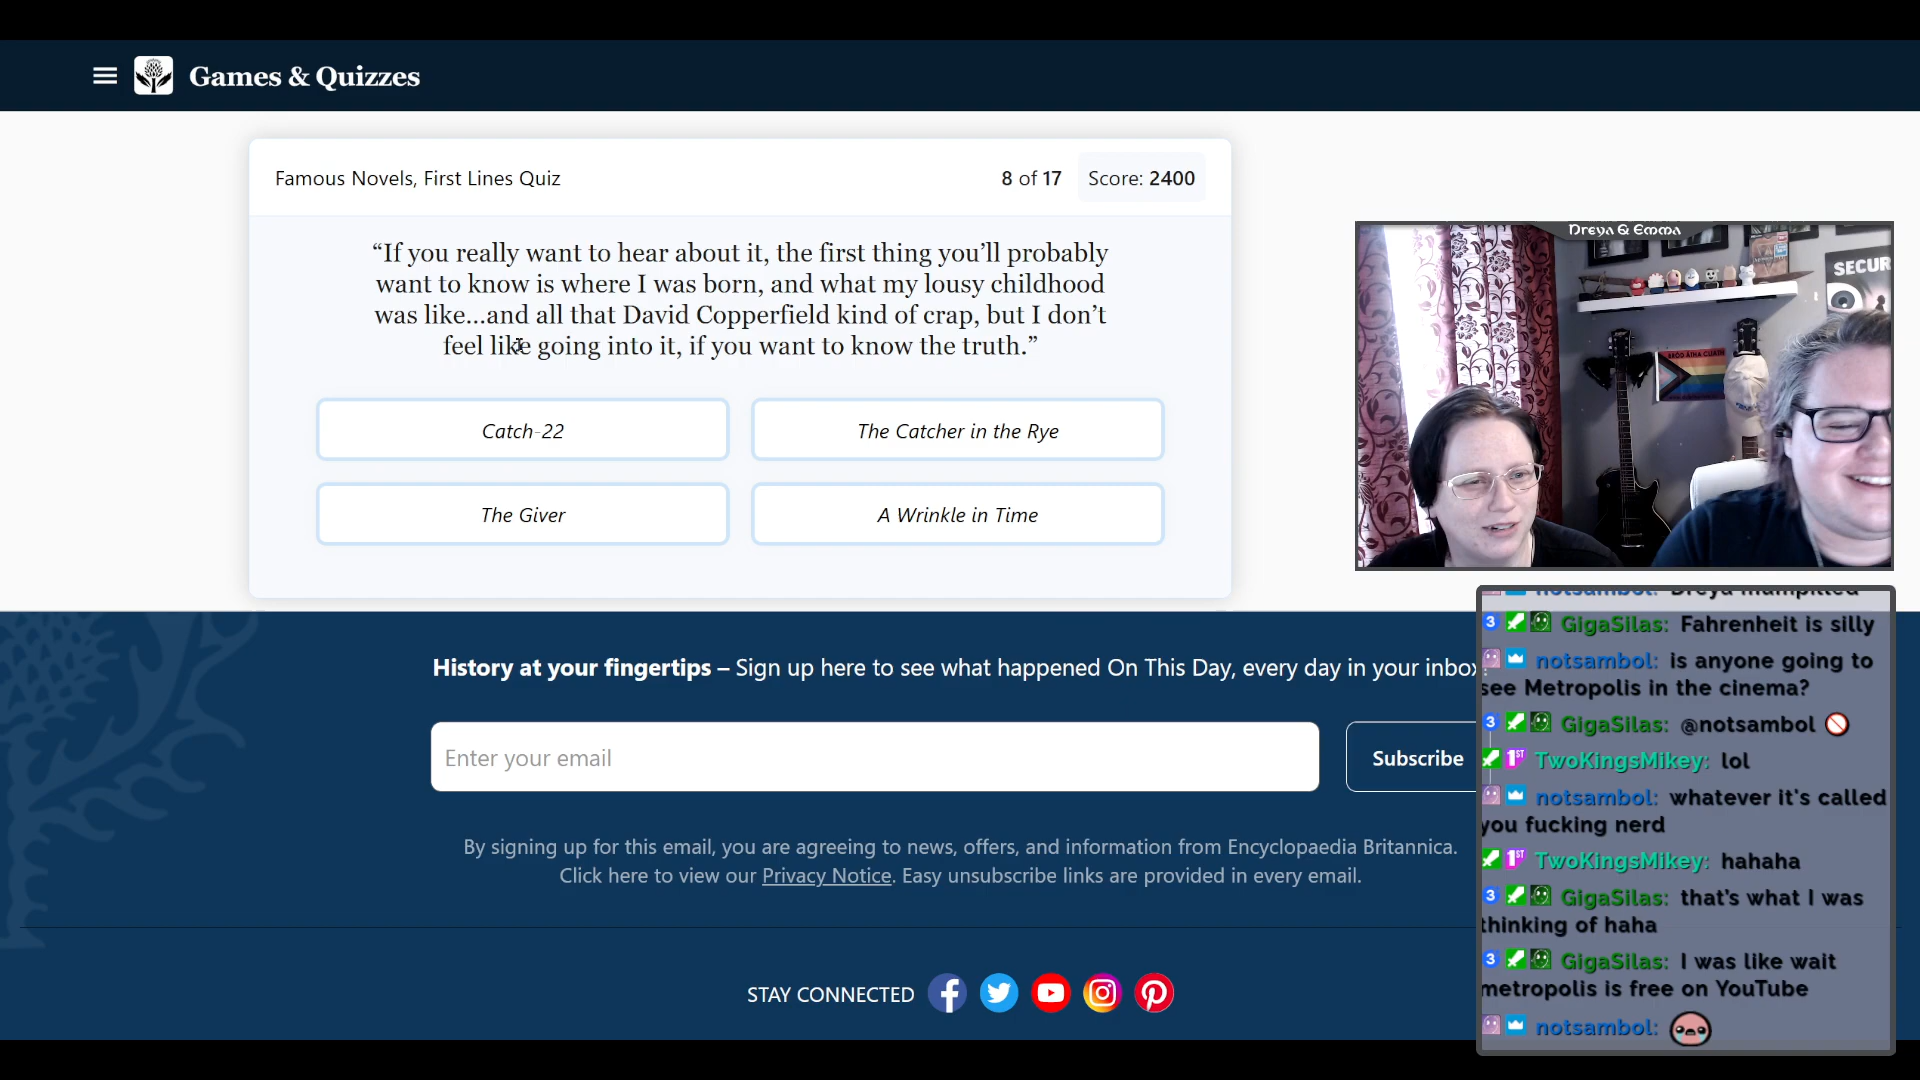 Games & Quizzes
Famous Novels, First Lines Quiz
8 of 17
Score: 2400
“If you really want to hear about it, the first thing you’ll probably
want to know is where I was born, and what my lousy childhood
was like...and all that David Copperfield kind of crap, but I don’t
feel like going into it, if you want to know the truth.”
Catch-22
The Catcher in the Rye
The Giver
A Wrinkle in Time
Dreya & Emma
SECUR
History at your fingertips – Sign up here to see what happened On This Day, every day in your inbox
Enter your email
Subscribe
By signing up for this email, you are agreeing to news, offers, and information from Encyclopaedia Britannica.
Click here to view our Privacy Notice. Easy unsubscribe links are provided in every email.
STAY CONNECTED
3 GigaSilas: Fahrenheit is silly
notsambol: is anyone going to
see Metropolis in the cinema?
3 GigaSilas: @notsambol
1ST TwoKingsMikey: lol
notsambol: whatever it's called
you fucking nerd
1ST TwoKingsMikey: hahaha
3 GigaSilas: that's what I was
thinking of haha
3 GigaSilas: I was like wait
metropolis is free on YouTube
notsambol: